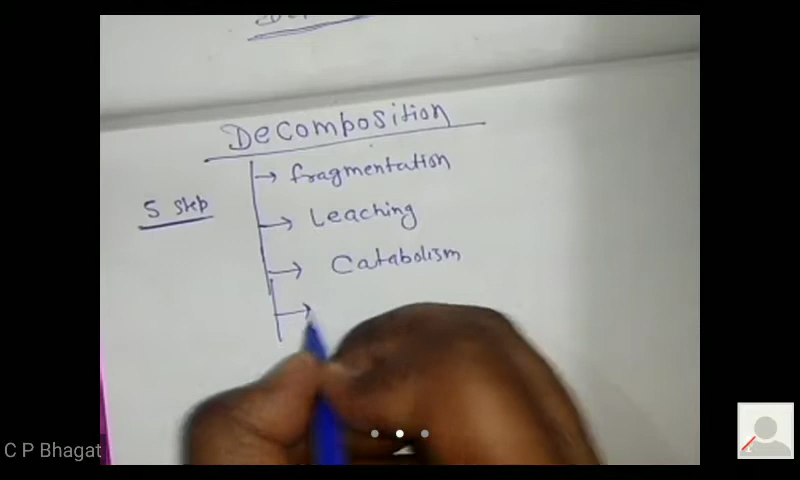 Decomposition
5 step
→ fragmentation
→ Leaching
→ Catabolism
→
C P Bhagat